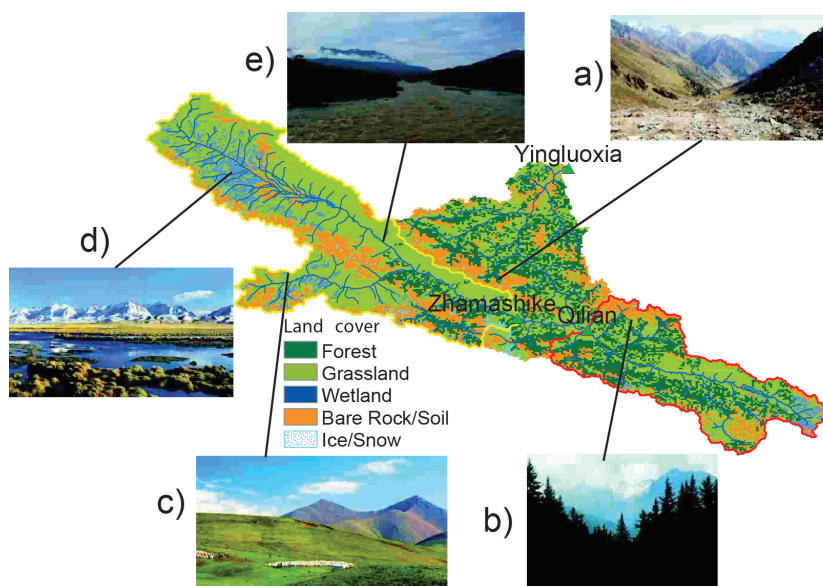 e)
a)
Yingluoxia
d)
Zhamashike
Qilian
Land cover
Forest
Grassland
Wetland
Bare Rock/Soil
Ice/Snow
c)
b)